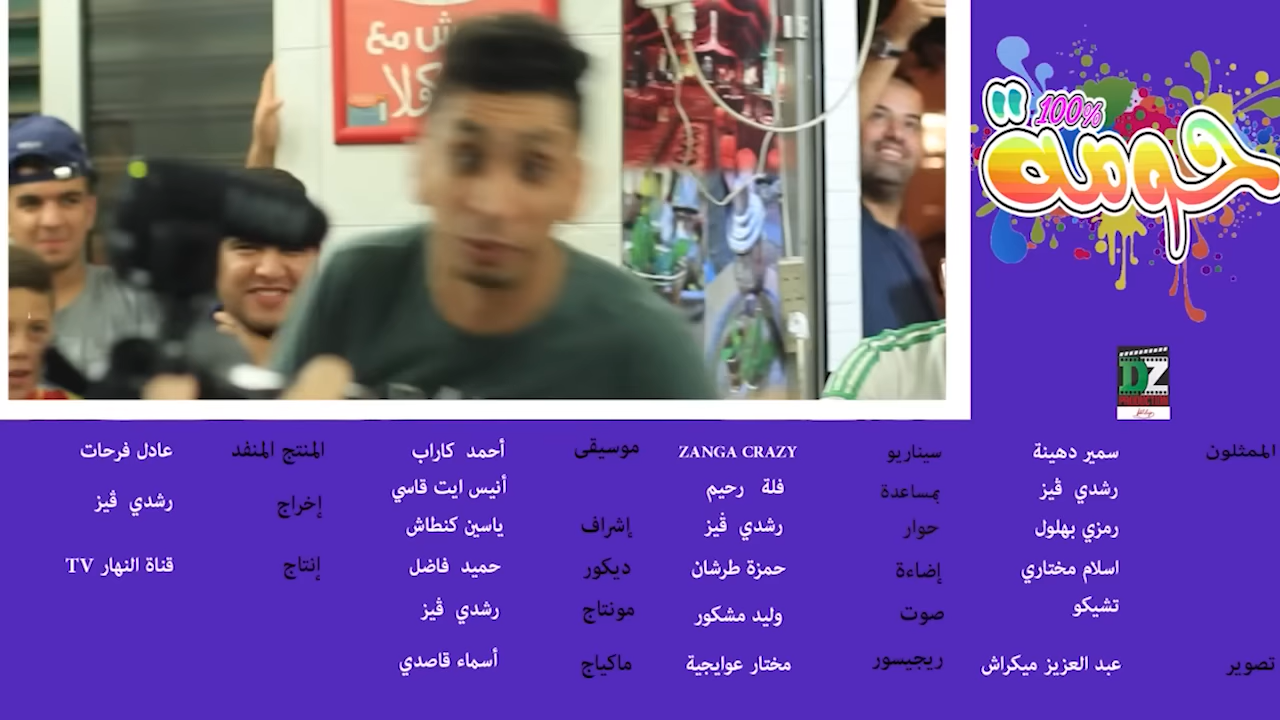 ش مع
كلا
100%
حومة
DZ
PRODUCTION
الممثلون
سمير دهينة
رشدي ڤيز
رمزي بهلول
اسلام مختاري
تشيكو
تصوير
عبد العزيز ميكراش
سيناريو
ZANGA CRAZY
بمساعدة
فلة رحيم
حوار
رشدي ڤيز
إضاءة
حمزة طرشان
صوت
وليد مشكور
ريجيسور
مختار عوايجية
موسيقى
أحمد كاراب
أنيس ايت قاسي
إشراف
ياسين كنطاش
ديكور
حميد فاضل
مونتاج
رشدي ڤيز
ماكياج
أسماء قاصدي
المنتج المنفد
عادل فرحات
إخراج
رشدي ڤيز
إنتاج
قناة النهار TV